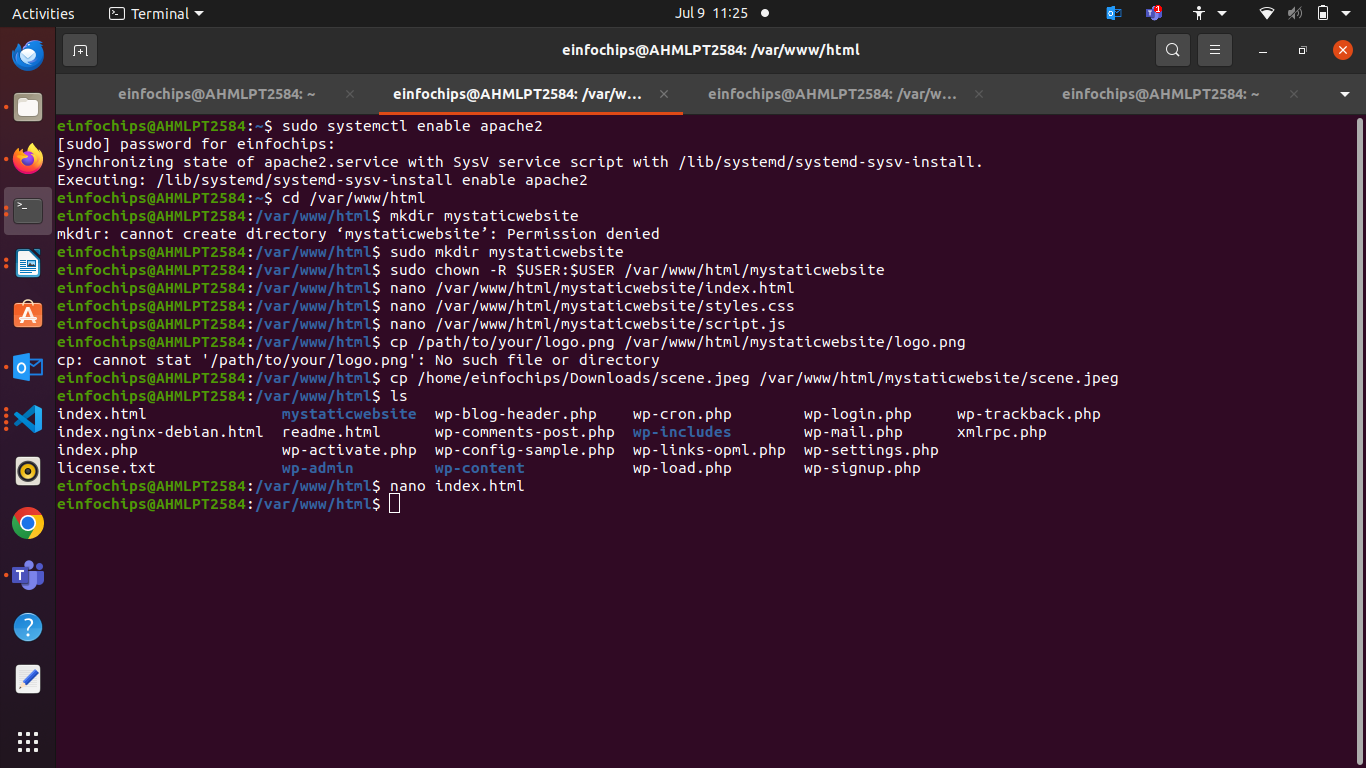 Activities Terminal Jul 9 11:25 1
einfochips@AHMLPT2584: /var/www/html
einfochips@AHMLPT2584: ~ einfochips@AHMLPT2584: /var/w... einfochips@AHMLPT2584: /var/w... einfochips@AHMLPT2584: ~
einfochips@AHMLPT2584:~$ sudo systemctl enable apache2
[sudo] password for einfochips:
Synchronizing state of apache2.service with SysV service script with /lib/systemd/systemd-sysv-install.
Executing: /lib/systemd/systemd-sysv-install enable apache2
einfochips@AHMLPT2584:~$ cd /var/www/html
einfochips@AHMLPT2584:/var/www/html$ mkdir mystaticwebsite
mkdir: cannot create directory ‘mystaticwebsite’: Permission denied
einfochips@AHMLPT2584:/var/www/html$ sudo mkdir mystaticwebsite
einfochips@AHMLPT2584:/var/www/html$ sudo chown -R $USER:$USER /var/www/html/mystaticwebsite
einfochips@AHMLPT2584:/var/www/html$ nano /var/www/html/mystaticwebsite/index.html
einfochips@AHMLPT2584:/var/www/html$ nano /var/www/html/mystaticwebsite/styles.css
einfochips@AHMLPT2584:/var/www/html$ nano /var/www/html/mystaticwebsite/script.js
einfochips@AHMLPT2584:/var/www/html$ cp /path/to/your/logo.png /var/www/html/mystaticwebsite/logo.png
cp: cannot stat '/path/to/your/logo.png': No such file or directory
einfochips@AHMLPT2584:/var/www/html$ cp /home/einfochips/Downloads/scene.jpeg /var/www/html/mystaticwebsite/scene.jpeg
einfochips@AHMLPT2584:/var/www/html$ ls
index.html mystaticwebsite wp-blog-header.php wp-cron.php wp-login.php wp-trackback.php
index.nginx-debian.html readme.html wp-comments-post.php wp-includes wp-mail.php xmlrpc.php
index.php wp-activate.php wp-config-sample.php wp-links-opml.php wp-settings.php
license.txt wp-admin wp-content wp-load.php wp-signup.php
einfochips@AHMLPT2584:/var/www/html$ nano index.html
einfochips@AHMLPT2584:/var/www/html$